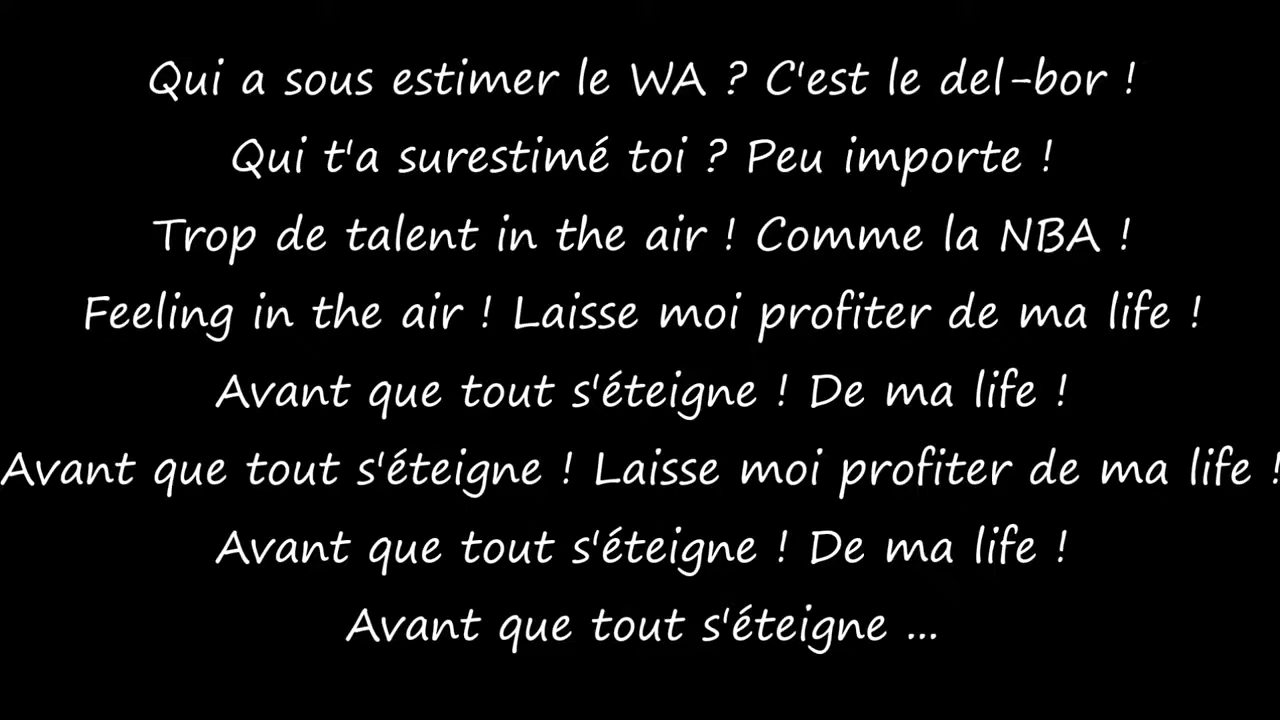 Qui a sous estimer le WA ? C'est le del-bor !
Qui t'a surestimé toi ? Peu importe !
Trop de talent in the air ! Comme la NBA !
Feeling in the air ! Laisse moi profiter de ma life !
Avant que tout s'éteigne ! De ma life !
Avant que tout s'éteigne ! Laisse moi profiter de ma life !
Avant que tout s'éteigne ! De ma life !
Avant que tout s'éteigne ...